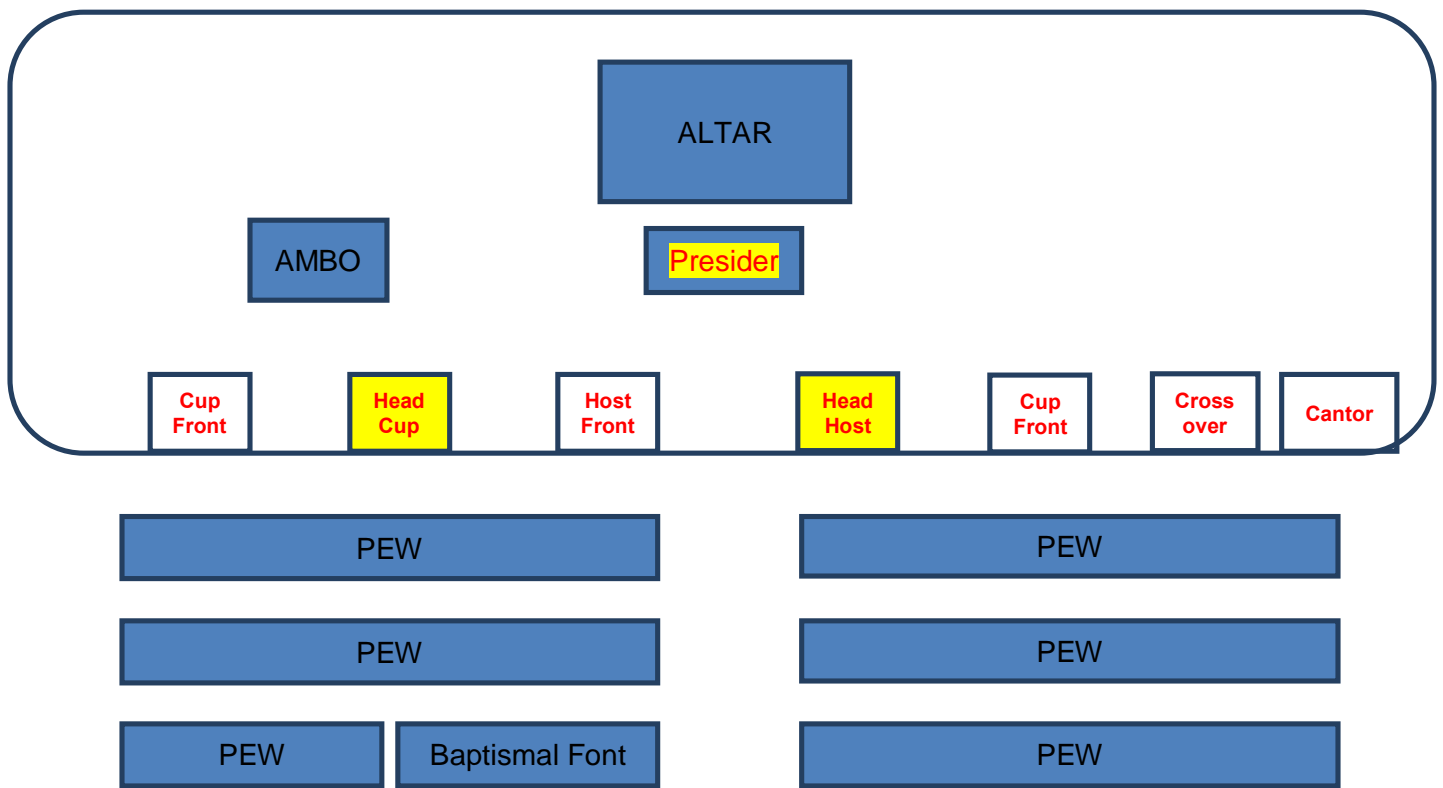 ALTAR
AMBO
Presider
Cup
Front
Head
Cup
Host
Front
Head
Host
Cup
Front
Cross
over
Cantor
PEW
PEW
PEW
PEW
PEW
Baptismal Font
PEW